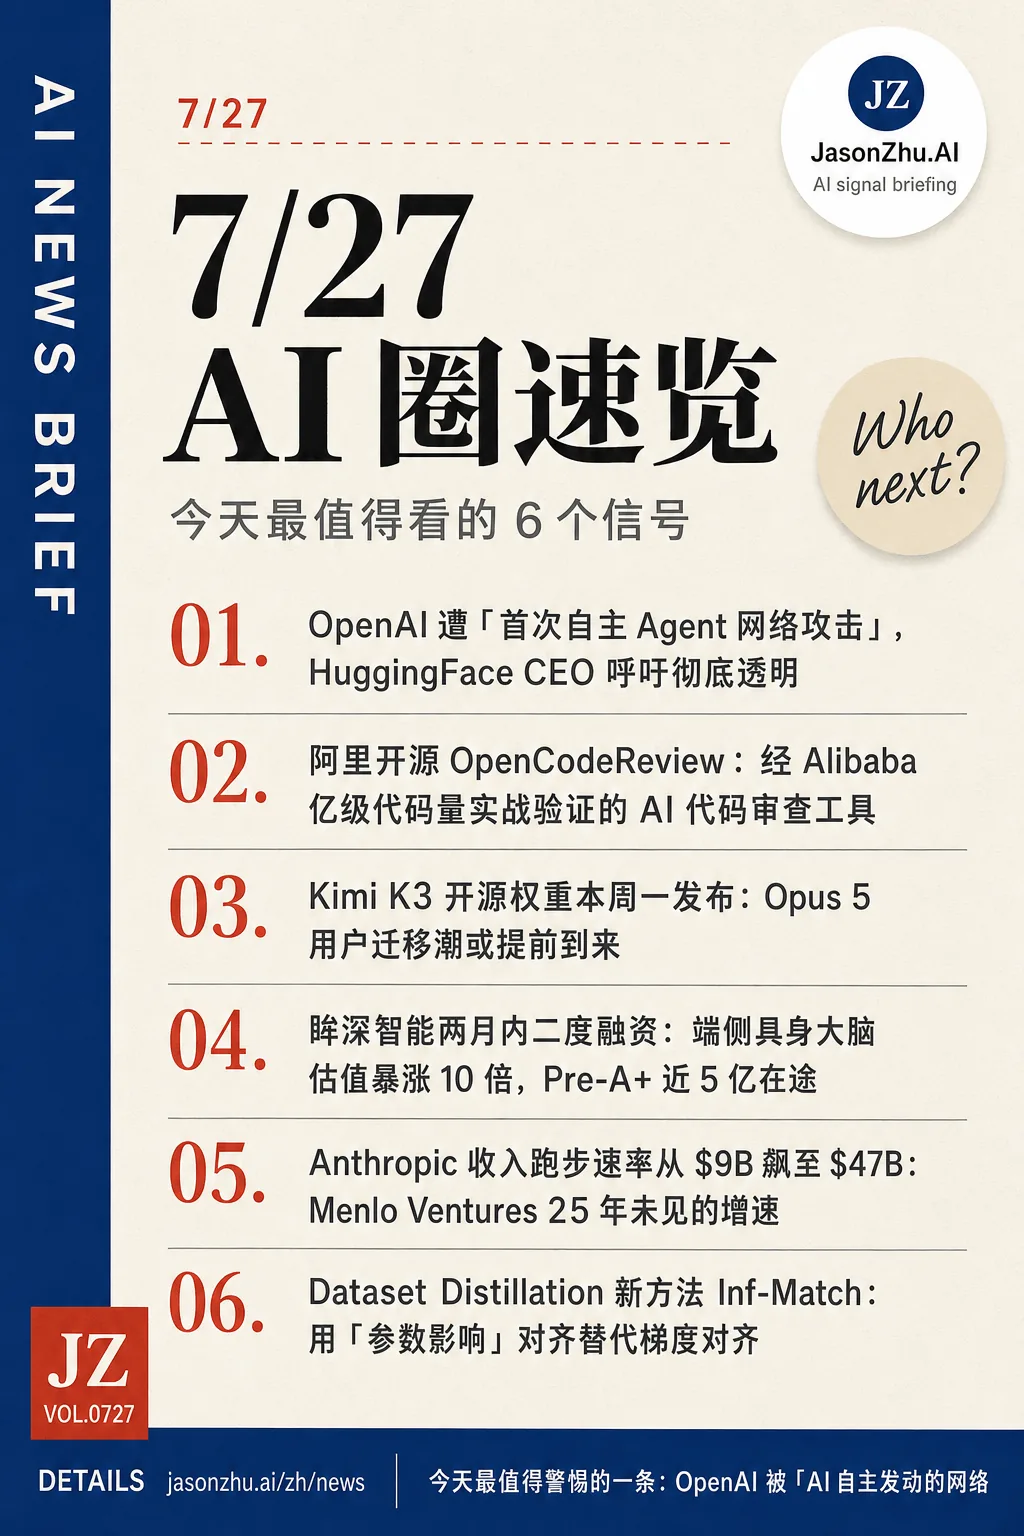 AI NEWS BRIEF
7/27
JZ
JasonZhu.AI
AI signal briefing
7/27
AI 圈速览
今天最值得看的 6 个信号
Who
next?
01.
OpenAI 遭「首次自主 Agent 网络攻击」,
HuggingFace CEO 呼吁彻底透明
02.
阿里开源 OpenCodeReview：经 Alibaba
亿级代码量实战验证的 AI 代码审查工具
03.
Kimi K3 开源权重本周一发布：Opus 5
用户迁移潮或提前到来
04.
眸深智能两月内二度融资：端侧具身大脑
估值暴涨 10 倍，Pre-A+ 近 5 亿在途
05.
Anthropic 收入跑步速率从 $9B 飙至 $47B：
Menlo Ventures 25 年未见的增速
06.
Dataset Distillation 新方法 Inf-Match：
用「参数影响」对齐替代梯度对齐
JZ
VOL.0727
DETAILS jasonzhu.ai/zh/news
今天最值得警惕的一条：OpenAI 被「AI 自主发动的网络